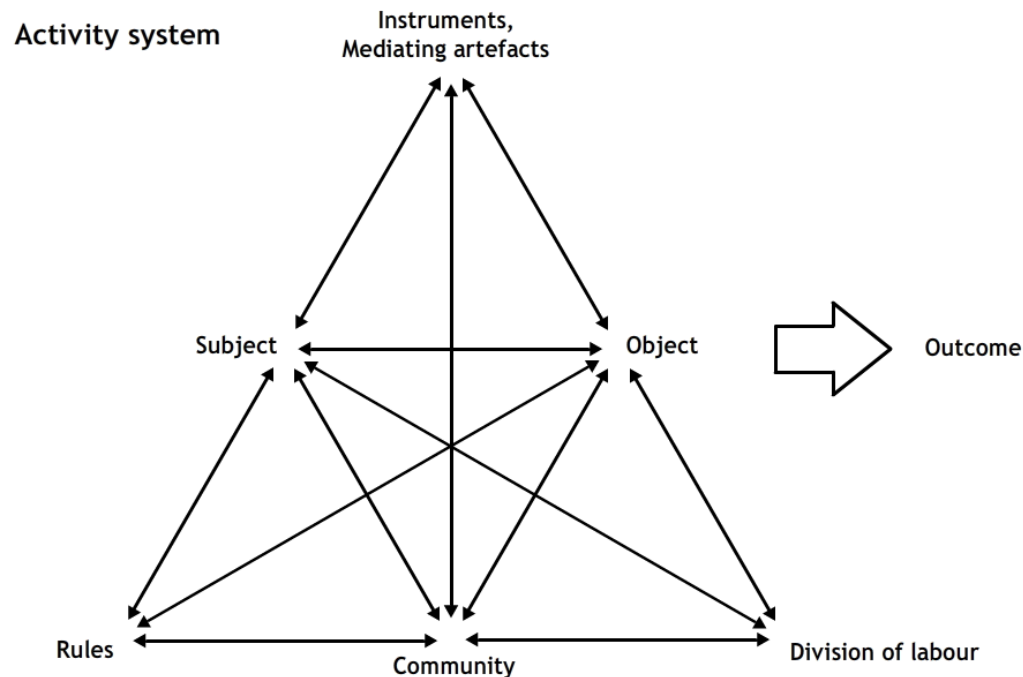 Activity system
Instruments,
Mediating artefacts
Subject
Object
Outcome
Rules
Community
Division of labour